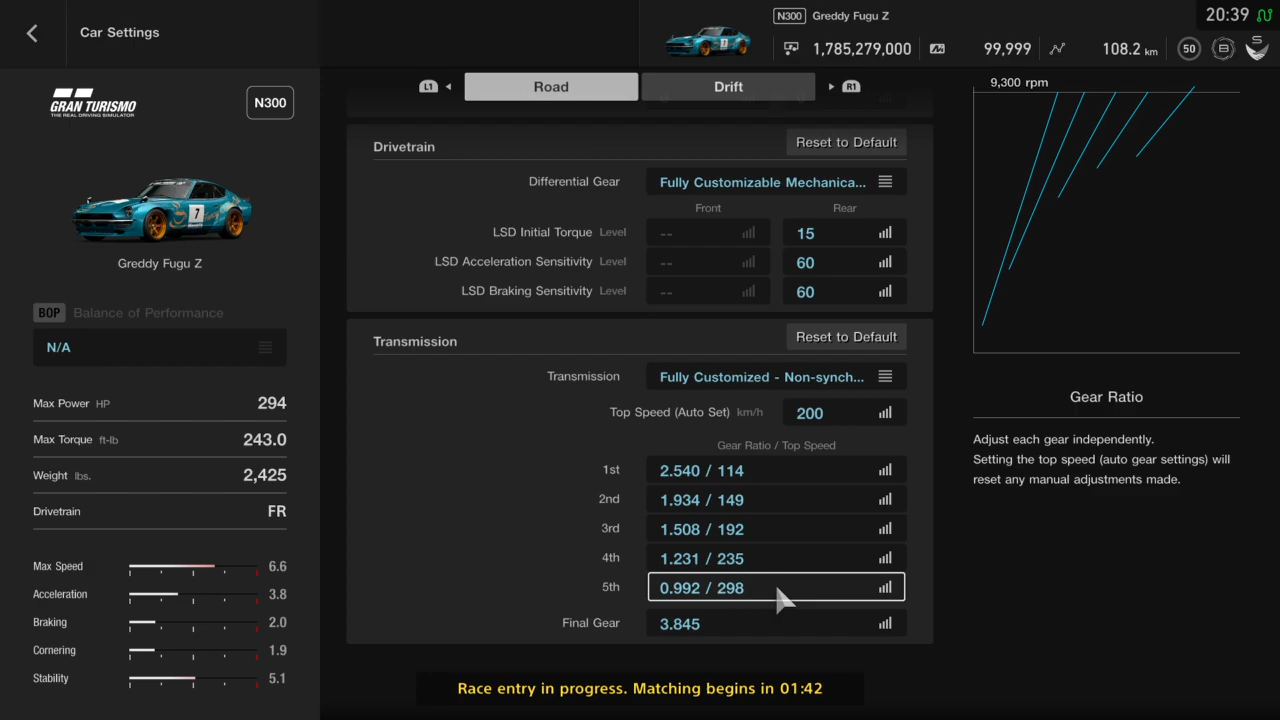 Car Settings
N300 Greddy Fugu Z
1,785,279,000
99,999
108.2 km
50
B
S
20:39
GRAN TURISMO
THE REAL DRIVING SIMULATOR
N300
7
Greddy Fugu Z
BOP Balance of Performance
N/A
Max Power HP 294
Max Torque ft-lb 243.0
Weight lbs. 2,425
Drivetrain FR
Max Speed 6.6
Acceleration 3.8
Braking 2.0
Cornering 1.9
Stability 5.1
L1 Road Drift R1
Drivetrain Reset to Default
Differential Gear Fully Customizable Mechanica...
Front Rear
LSD Initial Torque Level -- 15
LSD Acceleration Sensitivity Level -- 60
LSD Braking Sensitivity Level -- 60
Transmission Reset to Default
Transmission Fully Customized - Non-synch...
Top Speed (Auto Set) km/h 200
Gear Ratio / Top Speed
1st 2.540 / 114
2nd 1.934 / 149
3rd 1.508 / 192
4th 1.231 / 235
5th 0.992 / 298
Final Gear 3.845
Race entry in progress. Matching begins in 01:42
9,300 rpm
Gear Ratio
Adjust each gear independently.
Setting the top speed (auto gear settings) will
reset any manual adjustments made.